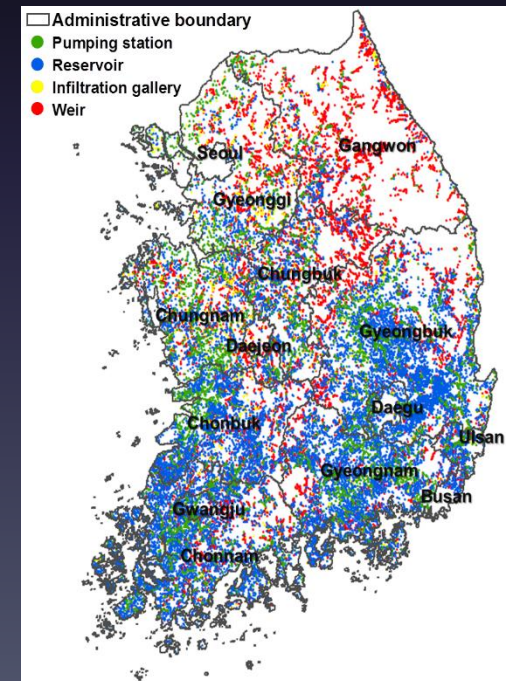 Administrative boundary
Pumping station
Reservoir
Infiltration gallery
Weir
Seoul
Gangwon
Gyeonggi
Chungbuk
Chungnam
Gyeongbuk
Daejeon
Daegu
Chonbuk
Ulsan
Gyeongnam
Busan
Gwangju
Chonnam